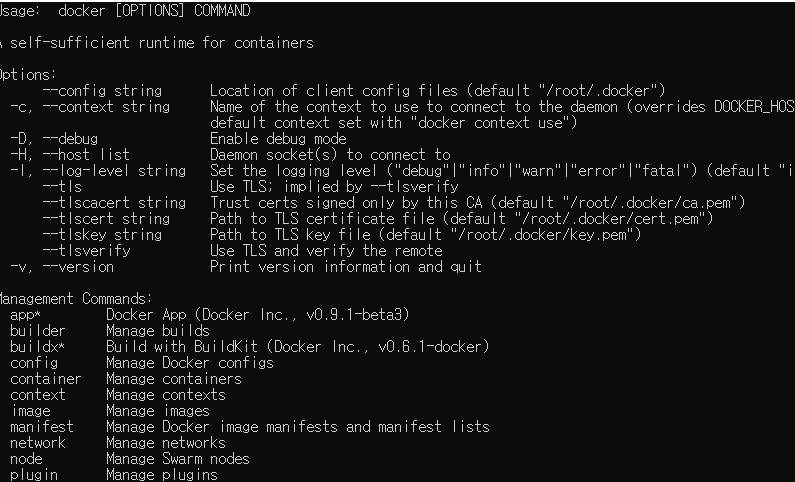 Usage:  docker [OPTIONS] COMMAND
A self-sufficient runtime for containers
Options:
      --config string      Location of client config files (default "/root/.docker")
  -c, --context string     Name of the context to use to connect to the daemon (overrides DOCKER_HOS
                           default context set with "docker context use")
  -D, --debug              Enable debug mode
  -H, --host list          Daemon socket(s) to connect to
  -l, --log-level string   Set the logging level ("debug"|"info"|"warn"|"error"|"fatal") (default "i
      --tls                Use TLS; implied by --tlsverify
      --tlscacert string   Trust certs signed only by this CA (default "/root/.docker/ca.pem")
      --tlscert string     Path to TLS certificate file (default "/root/.docker/cert.pem")
      --tlskey string      Path to TLS key file (default "/root/.docker/key.pem")
      --tlsverify          Use TLS and verify the remote
  -v, --version            Print version information and quit
Management Commands:
  app*        Docker App (Docker Inc., v0.9.1-beta3)
  builder     Manage builds
  buildx*     Build with BuildKit (Docker Inc., v0.6.1-docker)
  config      Manage Docker configs
  container   Manage containers
  context     Manage contexts
  image       Manage images
  manifest    Manage Docker image manifests and manifest lists
  network     Manage networks
  node        Manage Swarm nodes
  plugin      Manage plugins